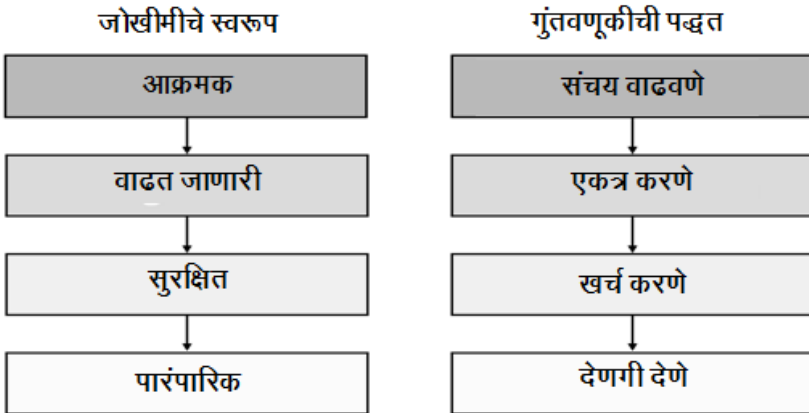 जोखीमीचे स्वरूप
आक्रमक
वाढत जाणारी
सुरक्षित
पारंपारिक
गुंतवणूकीची पद्धत
संचय वाढवणे
एकत्र करणे
खर्च करणे
देणगी देणे